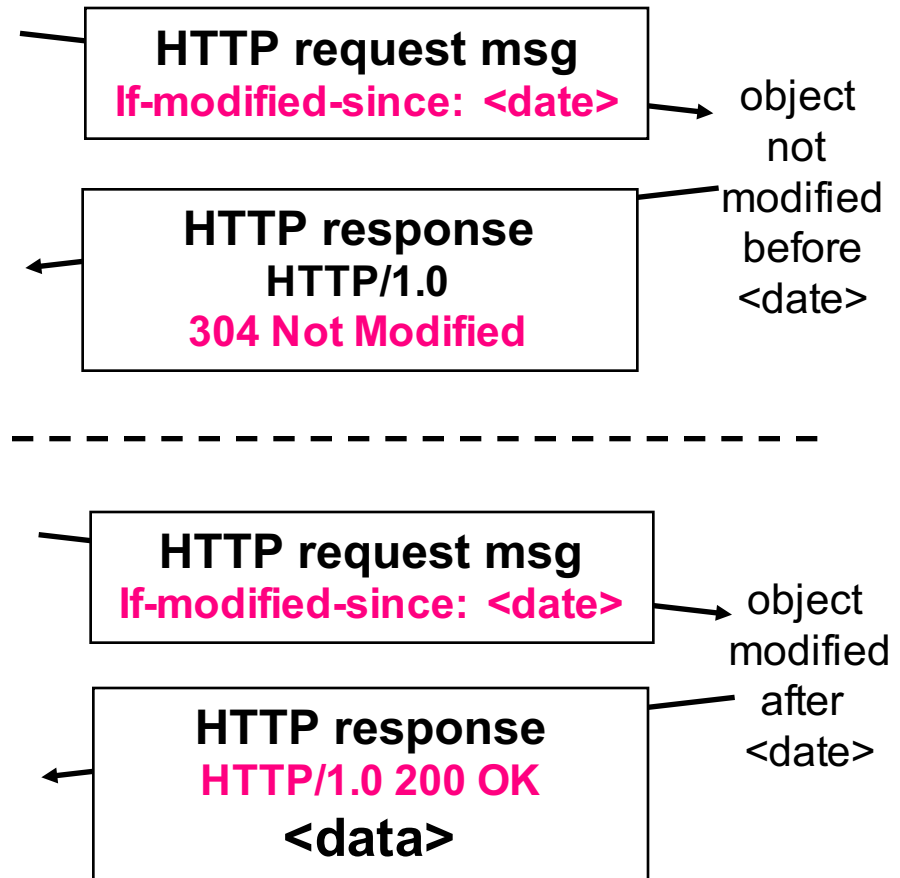 HTTP request msg
If-modified-since: <date>
object
not
modified
before
<date>
HTTP response
HTTP/1.0
304 Not Modified
HTTP request msg
If-modified-since: <date>
object
modified
after
<date>
HTTP response
HTTP/1.0 200 OK
<data>